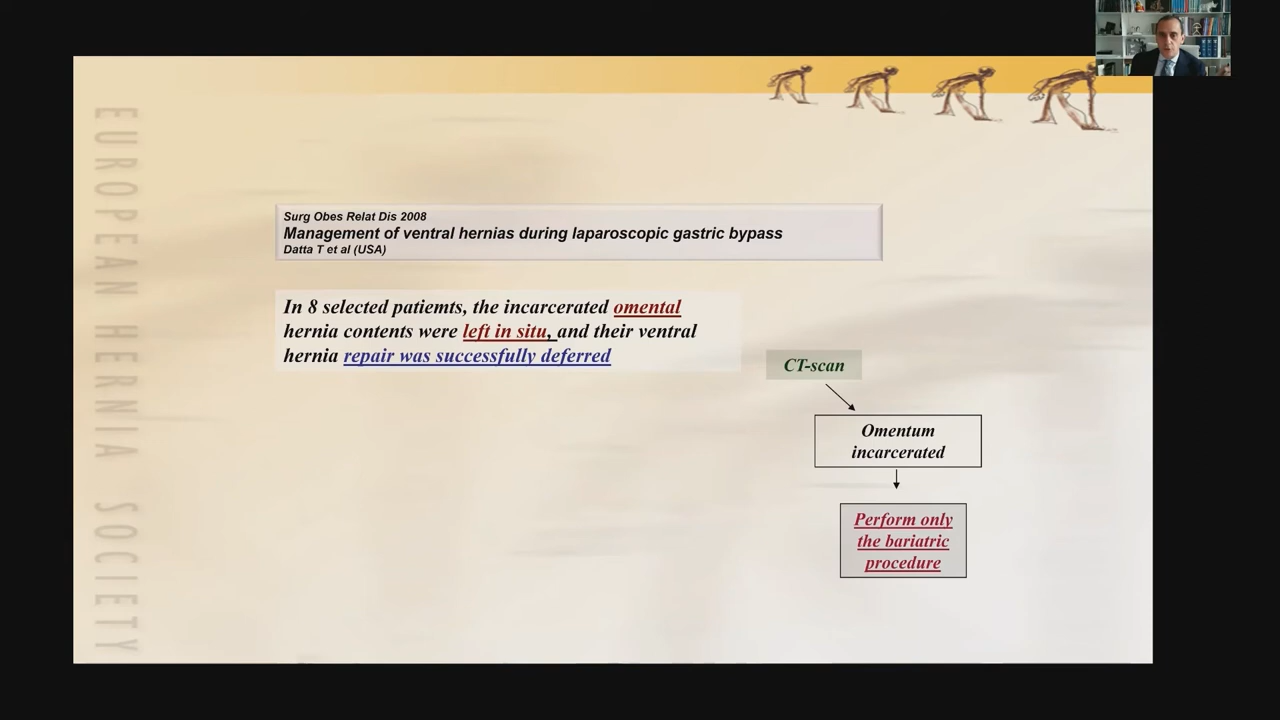 EUROPEAN HERNIA SOCIETY
Surg Obes Relat Dis 2008
Management of ventral hernias during laparoscopic gastric bypass
Datta T et al (USA)
In 8 selected patiemts, the incarcerated omental
hernia contents were left in situ, and their ventral
hernia repair was successfully deferred
CT-scan
Omentum
incarcerated
Perform only
the bariatric
procedure